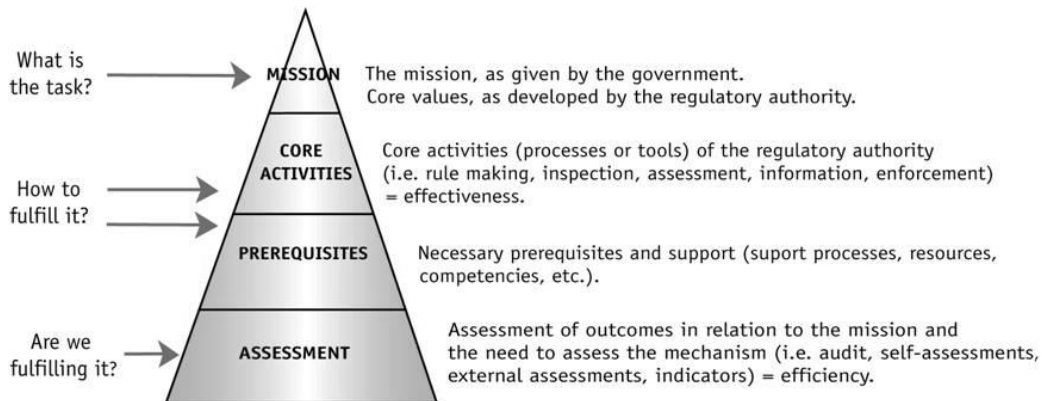 What is
the task?
MISSION
The mission, as given by the government.
Core values, as developed by the regulatory authority.
How to
fulfill it?
CORE
ACTIVITIES
Core activities (processes or tools) of the regulatory authority
(i.e. rule making, inspection, assessment, information, enforcement)
= effectiveness.
PREREQUISITES
Necessary prerequisites and support (suport processes, resources,
competencies, etc.).
Are we
fulfilling it?
ASSESSMENT
Assessment of outcomes in relation to the mission and
the need to assess the mechanism (i.e. audit, self-assessments,
external assessments, indicators) = efficiency.